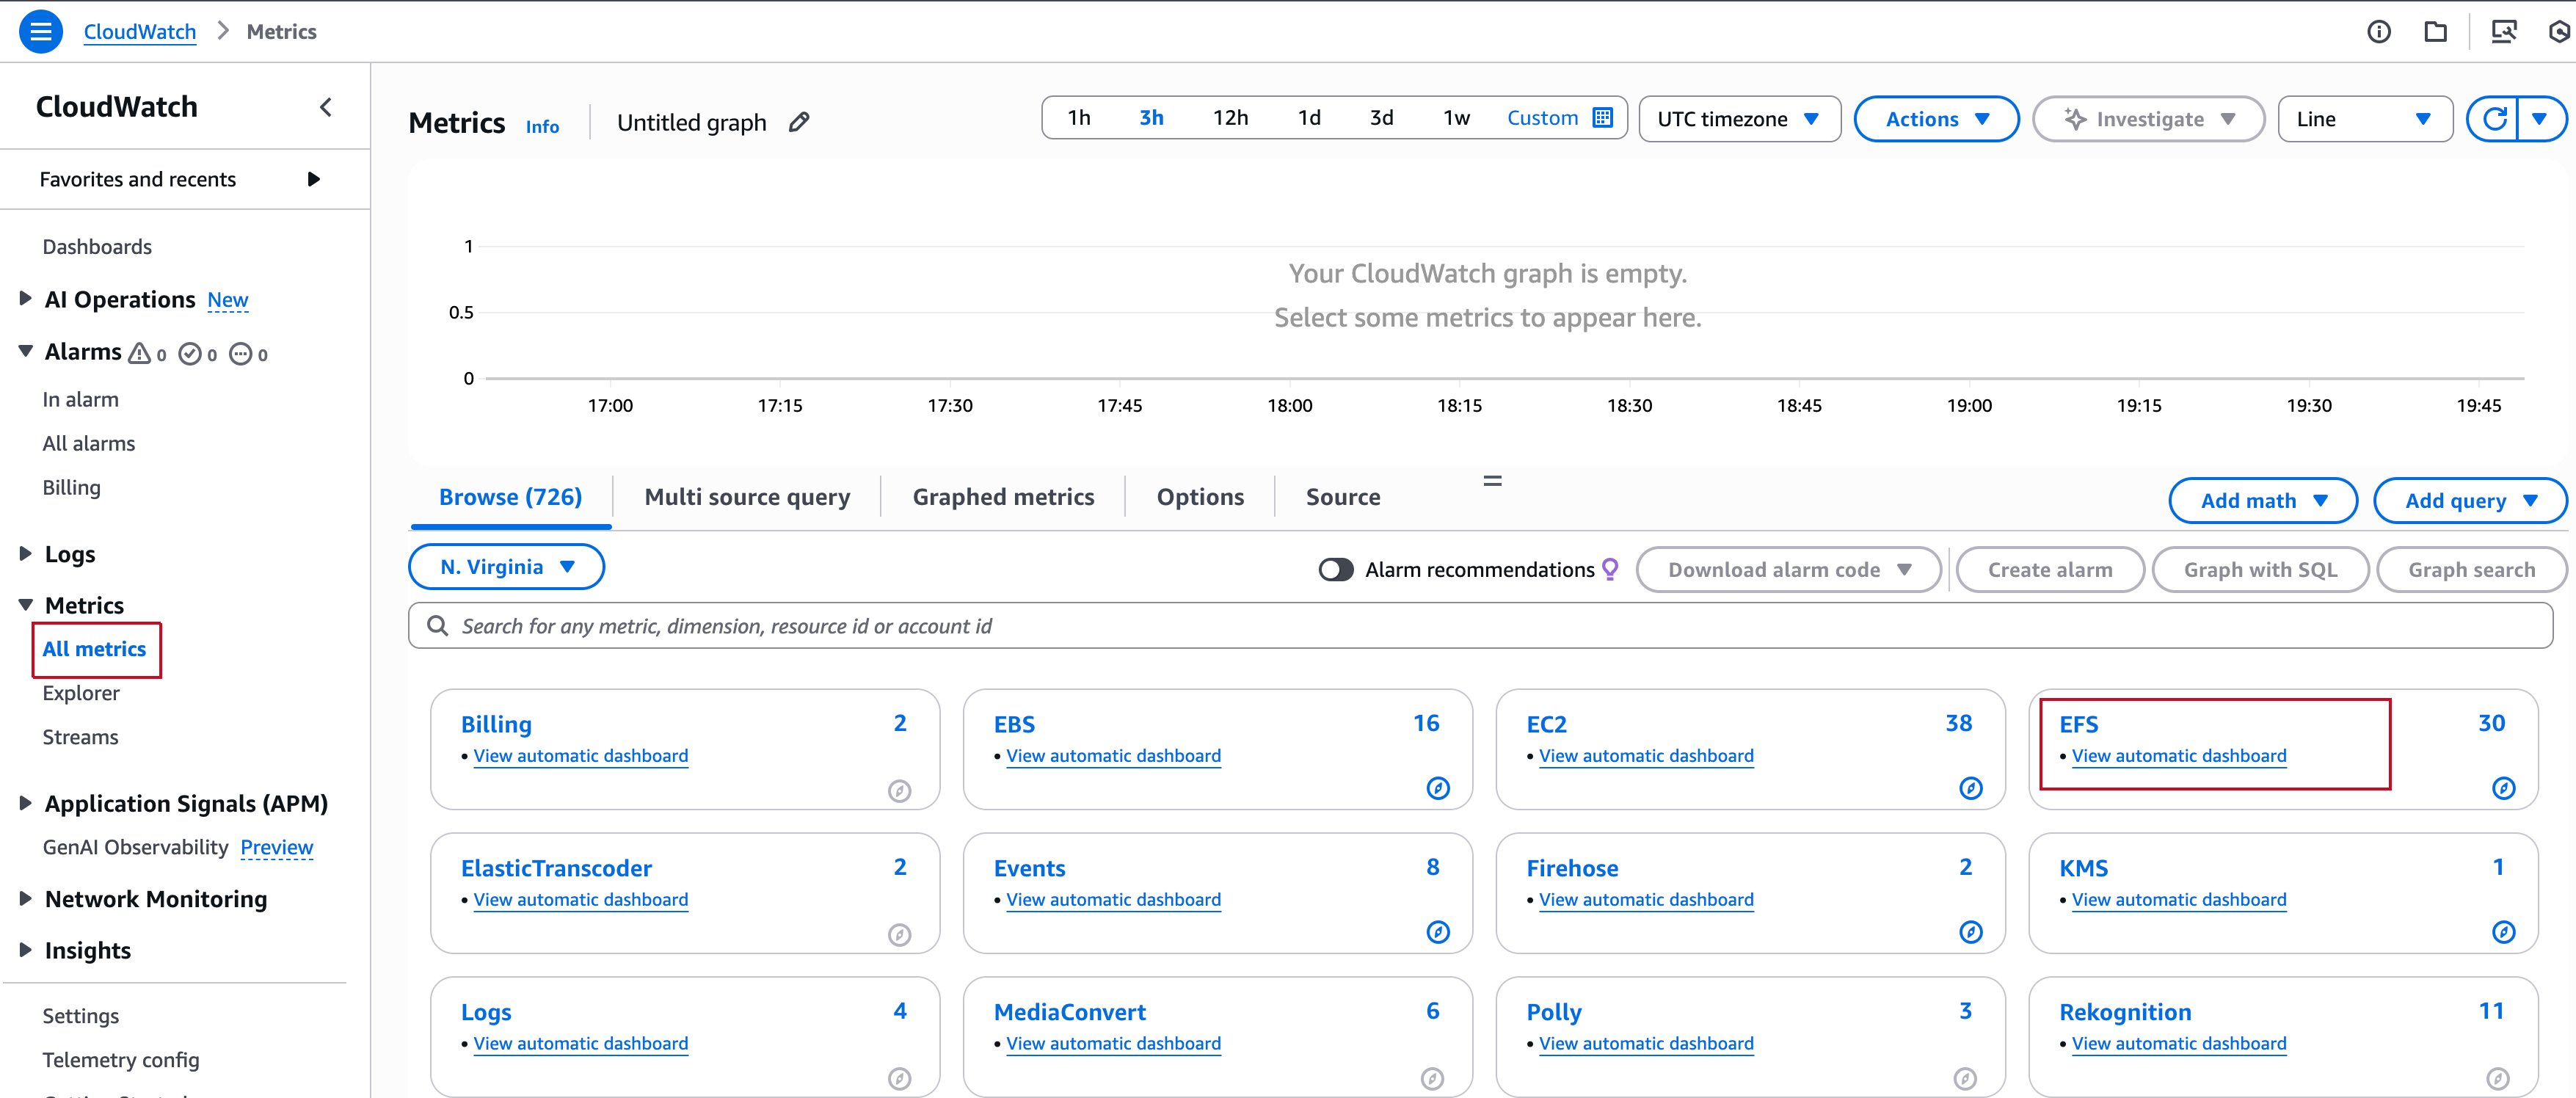 CloudWatch > Metrics
CloudWatch
Favorites and recents
Dashboards
AI Operations New
Alarms 0 0 0
In alarm
All alarms
Billing
Logs
Metrics
All metrics
Explorer
Streams
Application Signals (APM)
GenAI Observability Preview
Network Monitoring
Insights
Settings
Telemetry config
Metrics Info Untitled graph
1h 3h 12h 1d 3d 1w Custom UTC timezone Actions Investigate Line
1
Your CloudWatch graph is empty.
0.5
Select some metrics to appear here.
0
17:00 17:15 17:30 17:45 18:00 18:15 18:30 18:45 19:00 19:15 19:30 19:45
Browse (726) Multi source query Graphed metrics Options Source Add math Add query
N. Virginia Alarm recommendations Download alarm code Create alarm Graph with SQL Graph search
Search for any metric, dimension, resource id or account id
Billing 2
• View automatic dashboard
EBS 16
• View automatic dashboard
EC2 38
• View automatic dashboard
EFS 30
• View automatic dashboard
ElasticTranscoder 2
• View automatic dashboard
Events 8
• View automatic dashboard
Firehose 2
• View automatic dashboard
KMS 1
• View automatic dashboard
Logs 4
• View automatic dashboard
MediaConvert 6
• View automatic dashboard
Polly 3
• View automatic dashboard
Rekognition 11
• View automatic dashboard